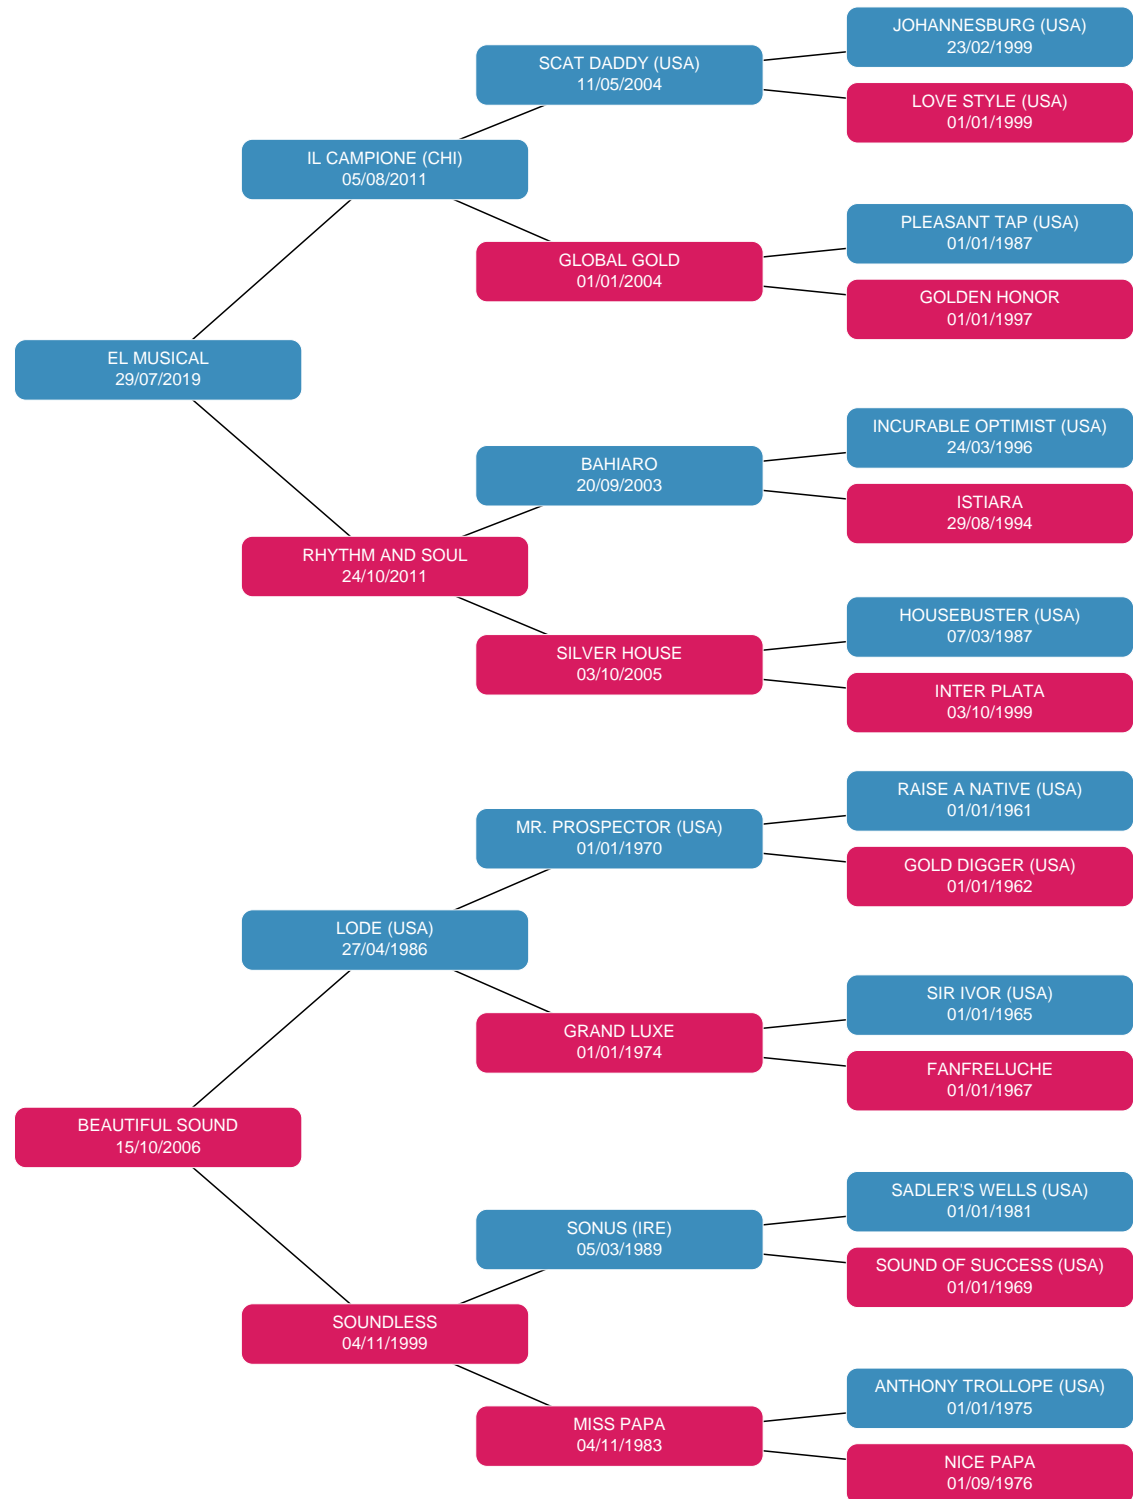 JOHANNESBURG (USA)
23/02/1999
SCAT DADDY (USA)
11/05/2004
LOVE STYLE (USA)
01/01/1999
IL CAMPIONE (CHI)
05/08/2011
PLEASANT TAP (USA)
01/01/1987
GLOBAL GOLD
01/01/2004
GOLDEN HONOR
01/01/1997
EL MUSICAL
29/07/2019
INCURABLE OPTIMIST (USA)
24/03/1996
BAHIARO
20/09/2003
ISTIARA
29/08/1994
RHYTHM AND SOUL
24/10/2011
HOUSEBUSTER (USA)
07/03/1987
SILVER HOUSE
03/10/2005
INTER PLATA
03/10/1999
RAISE A NATIVE (USA)
01/01/1961
MR. PROSPECTOR (USA)
01/01/1970
GOLD DIGGER (USA)
01/01/1962
LODE (USA)
27/04/1986
SIR IVOR (USA)
01/01/1965
GRAND LUXE
01/01/1974
FANFRELUCHE
01/01/1967
BEAUTIFUL SOUND
15/10/2006
SADLER'S WELLS (USA)
01/01/1981
SONUS (IRE)
05/03/1989
SOUND OF SUCCESS (USA)
01/01/1969
SOUNDLESS
04/11/1999
ANTHONY TROLLOPE (USA)
01/01/1975
MISS PAPA
04/11/1983
NICE PAPA
01/09/1976